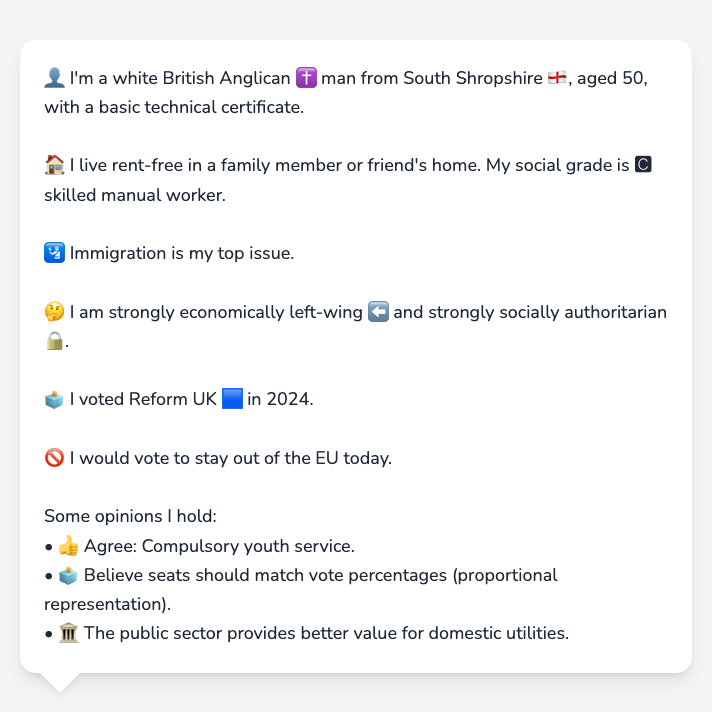 👤 I'm a white British Anglican ✝️ man from South Shropshire 🏴󠁧󠁢󠁥󠁮󠁧󠁿, aged 50,
with a basic technical certificate.
🏠 I live rent-free in a family member or friend's home. My social grade is 🅲
skilled manual worker.
🛂 Immigration is my top issue.
🤔 I am strongly economically left-wing ⬅️ and strongly socially authoritarian
🔒.
🗳️ I voted Reform UK 🟦 in 2024.
🚫 I would vote to stay out of the EU today.
Some opinions I hold:
• 👍 Agree: Compulsory youth service.
• 🗳️ Believe seats should match vote percentages (proportional
representation).
• 🏛️ The public sector provides better value for domestic utilities.